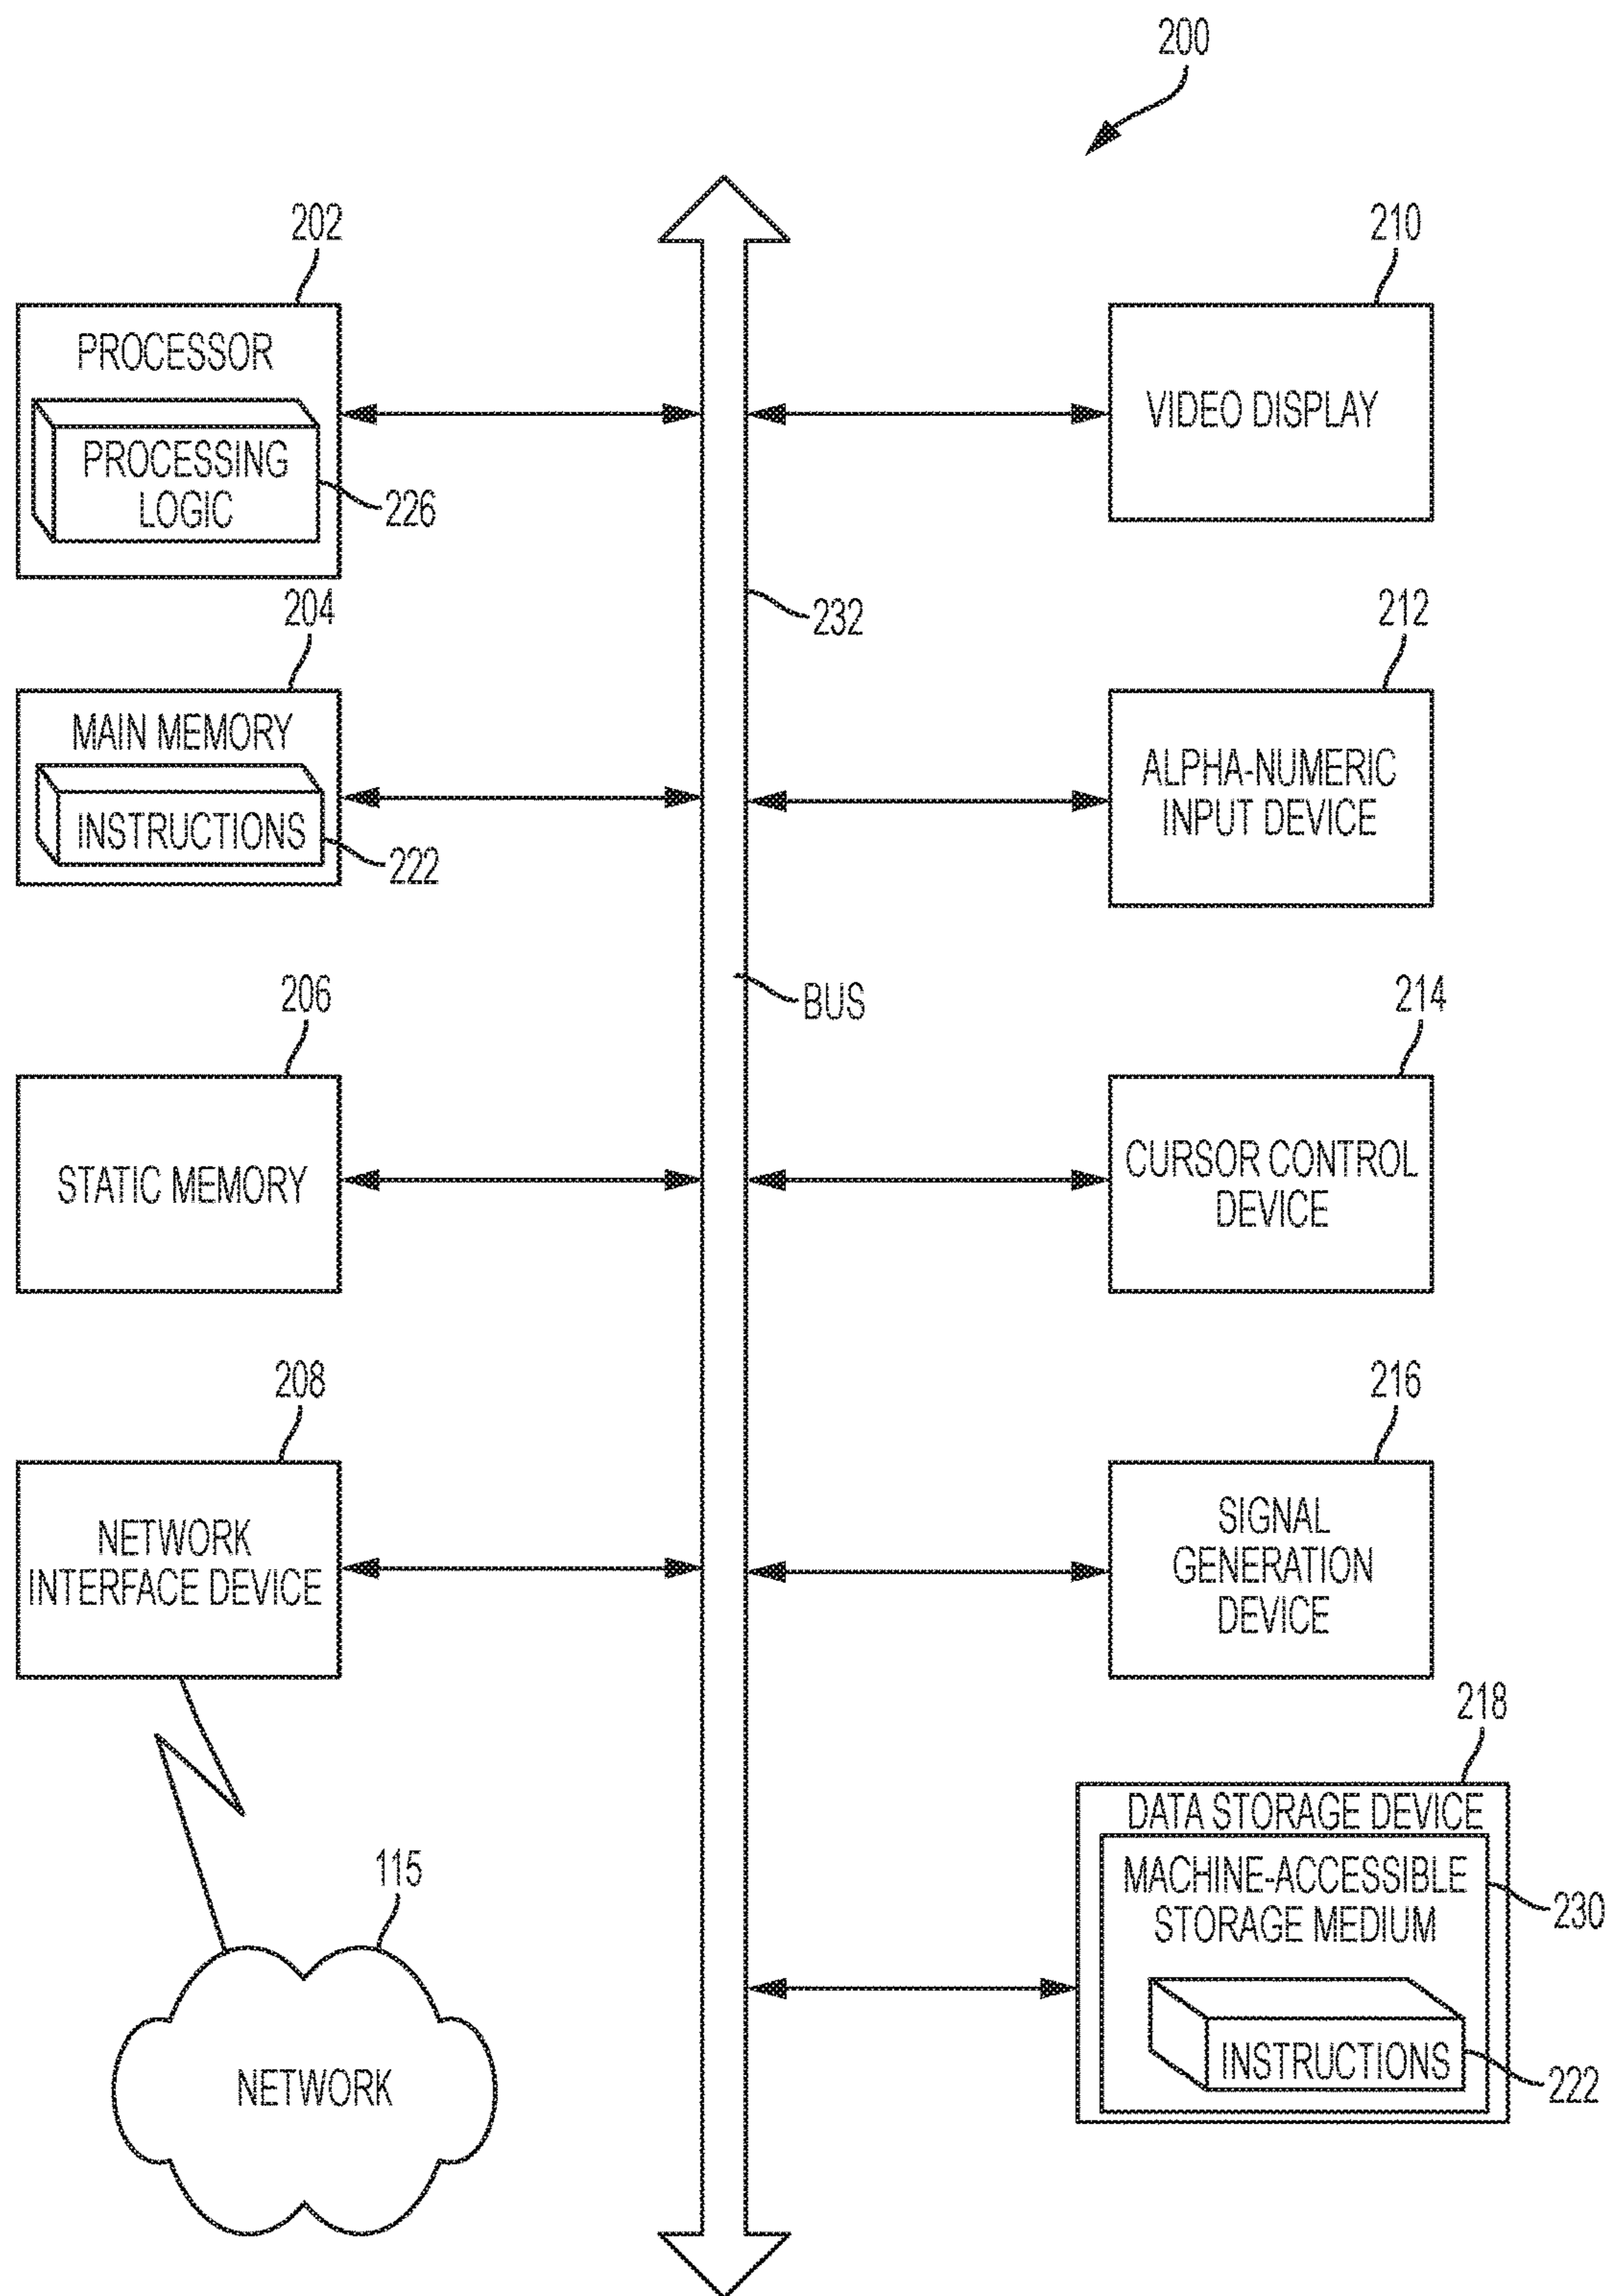 200
202
PROCESSOR
PROCESSING
LOGIC
226
204
MAIN MEMORY
INSTRUCTIONS
222
206
STATIC MEMORY
208
NETWORK
INTERFACE DEVICE
115
NETWORK
232
BUS
210
VIDEO DISPLAY
212
ALPHA-NUMERIC
INPUT DEVICE
214
CURSOR CONTROL
DEVICE
216
SIGNAL
GENERATION
DEVICE
218
DATA STORAGE DEVICE
MACHINE-ACCESSIBLE
STORAGE MEDIUM
230
INSTRUCTIONS
222